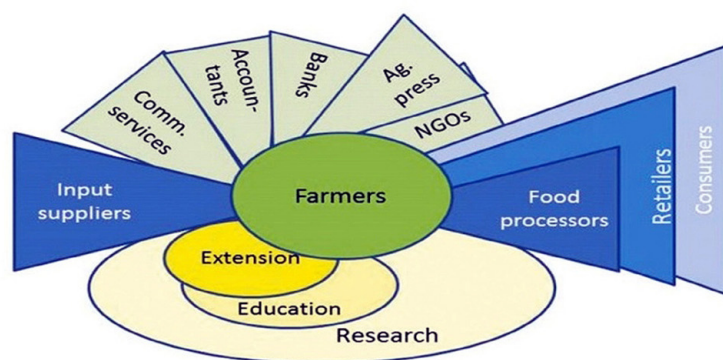 Comm.
services
Accoun-
tants
Banks
Ag.
press
NGOs
Input
suppliers
Farmers
Food
processors
Retailers
Consumers
Extension
Education
Research